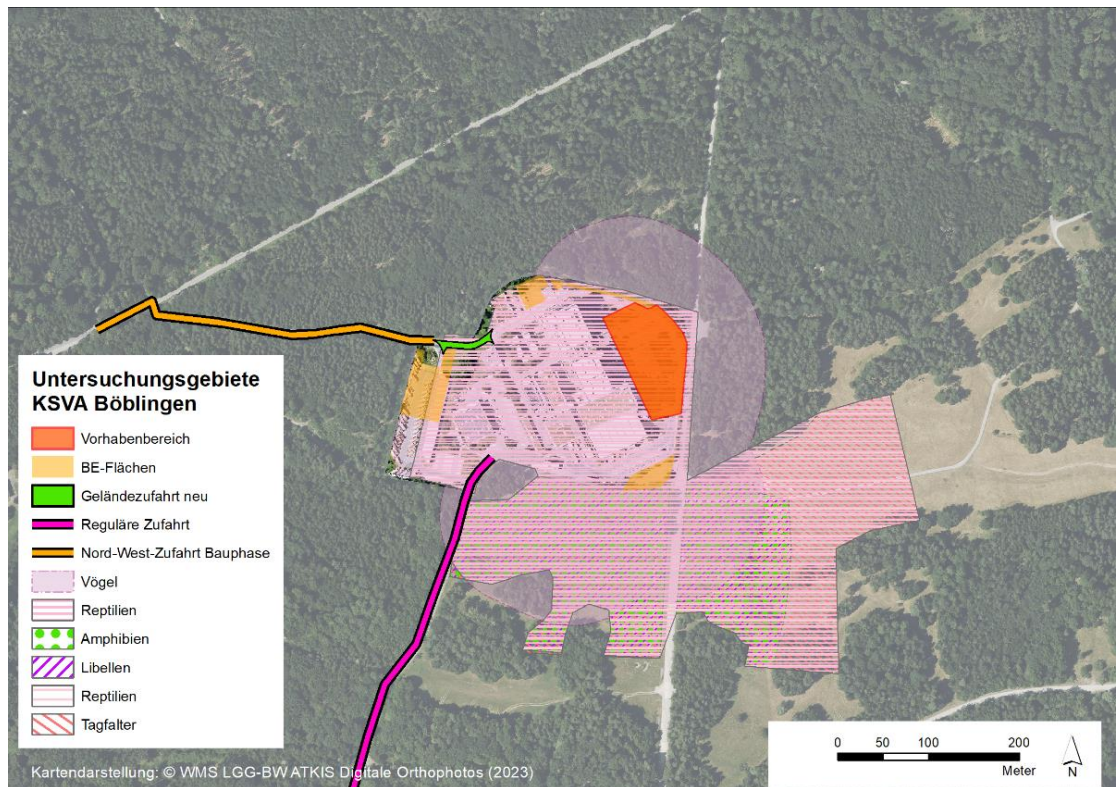 Untersuchungsgebiete
KSVA Böblingen
Vorhabenbereich
BE-Flächen
Geländezufahrt neu
Reguläre Zufahrt
Nord-West-Zufahrt Bauphase
Vögel
Reptilien
Amphibien
Libellen
Reptilien
Tagfalter
Kartendarstellung: © WMS LGG-BW ATKIS Digitale Orthophotos (2023)
0 50 100 200
Meter
N